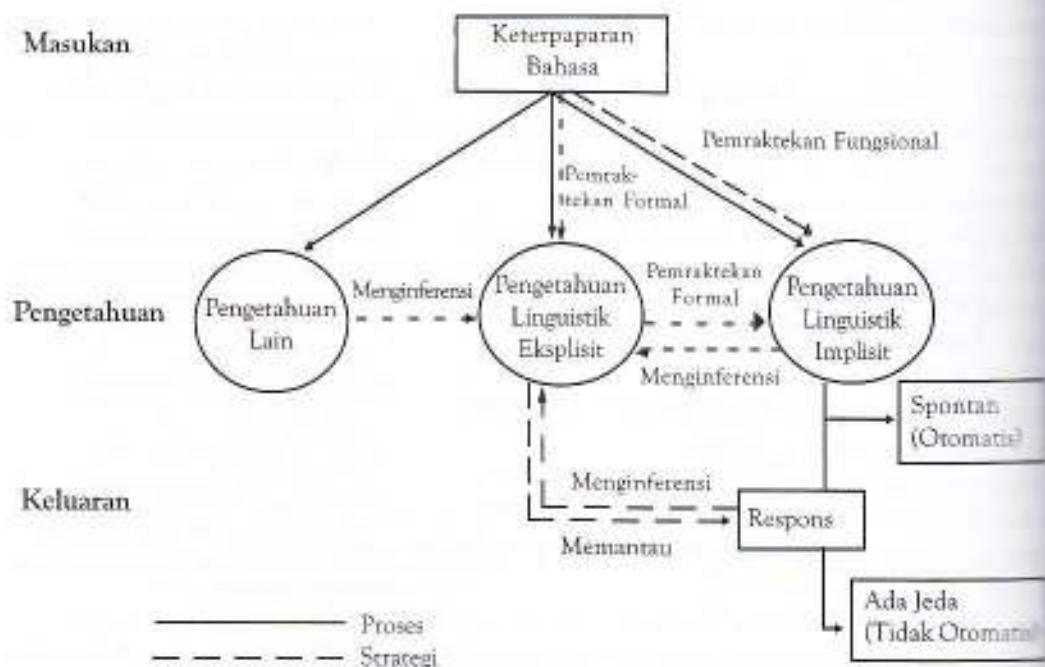 Masukan
Keterpaparan
Bahasa
Pemraktekan Fungsional
Pemrak-
tekan Formal
Pengetahuan
Pengetahuan
Lain
Menginferensi
Pengetahuan
Linguistik
Eksplisit
Pemraktekan
Formal
Menginferensi
Pengetahuan
Linguistik
Implisit
Spontan
(Otomatis)
Keluaran
Menginferensi
Memantau
Respons
Ada Jeda
(Tidak Otomatis)
Proses
Strategi